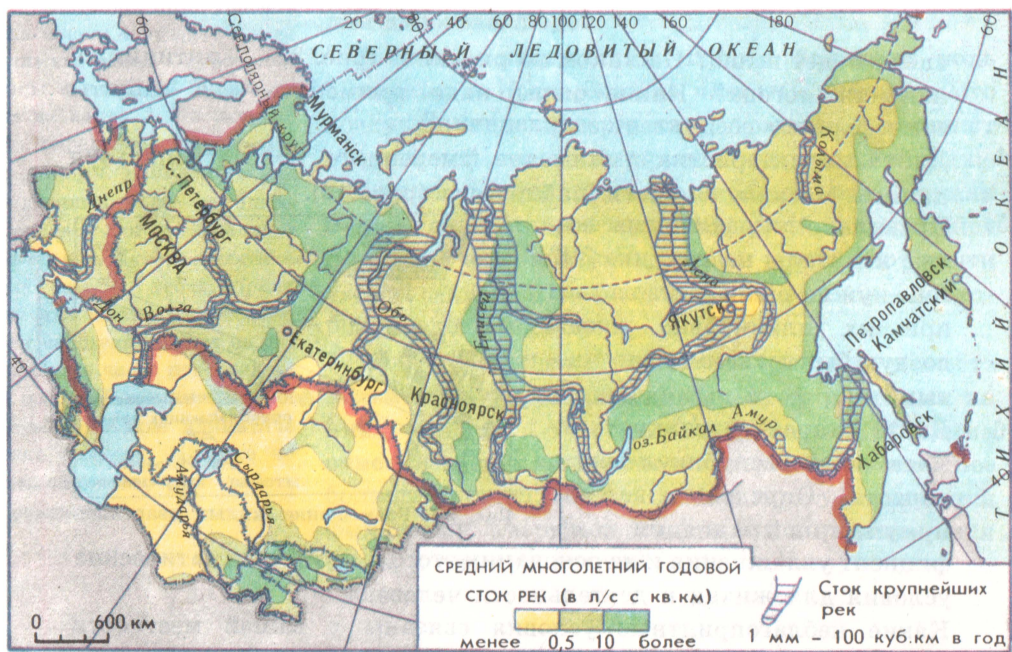 60
20
80
40
60
80
100
120
140
180
60
СЕВЕРНЫЙ ЛЕДОВИТЫЙ ОКЕАН
Мурманск
С.-Петербург
МОСКВА
Днепр
Дон
Волга
Обь
Енисей
Лена
Колыма
Якутск
Екатеринбург
Красноярск
оз.Байкал
Амур
Петропавловск-
Камчатский
Хабаровск
Амударья
Сырдарья
40
40
ТИХИЙ ОКЕАН
СРЕДНИЙ МНОГОЛЕТНИЙ ГОДОВОЙ
СТОК РЕК (в л/с с кв.км)
менее 0,5 10 более
Сток крупнейших
рек
1 мм – 100 куб.км в год
0 600 км